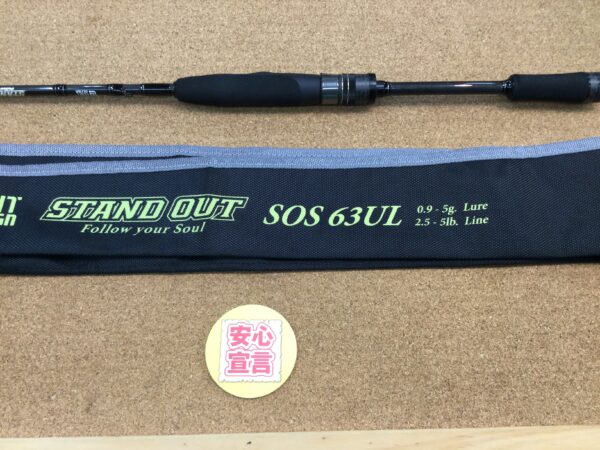 STAND OUT
Follow your Soul
SOS 63UL
0.9 - 5g. Lure
2.5 - 5lb. Line
安心
宣言